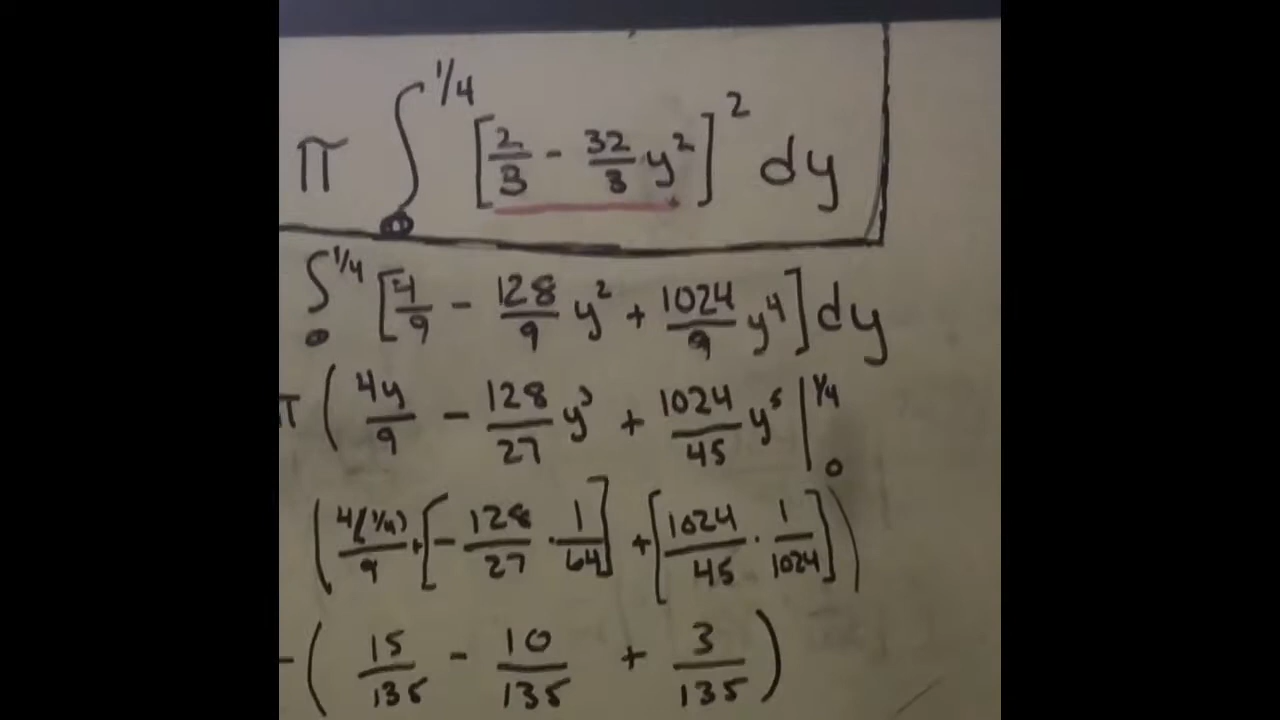 π ∫₀^1/4 [2/3 - 32/3 y²]² dy
∫₀^1/4 [4/9 - 128/9 y² + 1024/9 y⁴] dy
π ( 4y/9 - 128/27 y³ + 1024/45 y⁵ |₀^1/4
( 4(1/4)/9 + [- 128/27 · 1/64] + [1024/45 · 1/1024] )
- ( 15/135 - 10/135 + 3/135 )